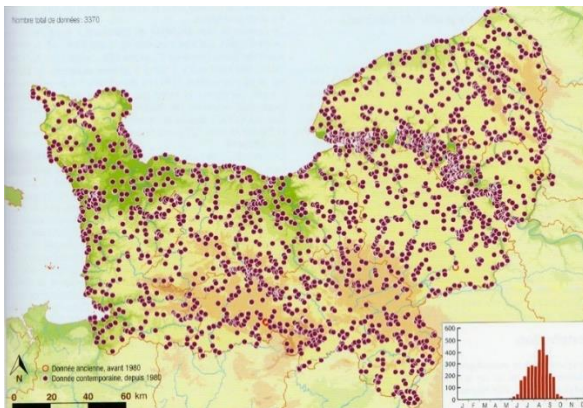 Nombre total de données : 3370
N
Donnée ancienne, avant 1980
Donnée contemporaine, depuis 1980
0 20 40 60 km
600
500
400
300
200
100
0
J F M A M J J A S O N